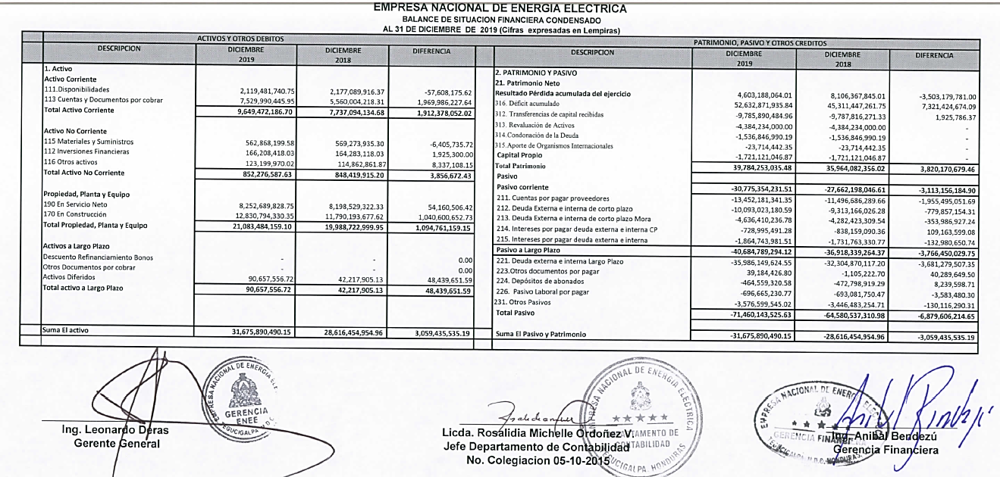 EMPRESA NACIONAL DE ENERGIA ELECTRICA
BALANCE DE SITUACION FINANCIERA CONDENSADO
AL 31 DE DICIEMBRE DE 2019 (Cifras expresadas en Lempiras)
ACTIVOS Y OTROS DEBITOS
DESCRIPCION DICIEMBRE 2019 DICIEMBRE 2018 DIFERENCIA
1. Activo
Activo Corriente
111.Disponibilidades 2,119,481,740.75 2,177,089,916.37 -57,608,175.62
113 Cuentas y Documentos por cobrar 7,529,990,445.95 5,560,004,218.31 1,969,986,227.64
Total Activo Corriente 9,649,472,186.70 7,737,094,134.68 1,912,378,052.02
Activo No Corriente
115 Materiales y Suministros 562,868,199.58 569,273,935.30 -6,405,735.72
112 Inversiones Financieras 166,208,418.03 164,283,118.03 1,925,300.00
116 Otros activos 123,199,970.02 114,862,861.87 8,337,108.15
Total Activo No Corriente 852,276,587.63 848,419,915.20 3,856,672.43
Propiedad, Planta y Equipo
190 En Servicio Neto 8,252,689,828.75 8,198,529,322.33 54,160,506.42
170 En Construcción 12,830,794,330.35 11,790,193,677.62 1,040,600,652.73
Total Propiedad, Planta y Equipo 21,083,484,159.10 19,988,722,999.95 1,094,761,159.15
Activos a Largo Plazo
Descuento Refinanciamiento Bonos - - 0.00
Otros Documentos por cobrar - - 0.00
Activos Diferidos 90,657,556.72 42,217,905.13 48,439,651.59
Total activo a Largo Plazo 90,657,556.72 42,217,905.13 48,439,651.59
Suma El activo 31,675,890,490.15 28,616,454,954.96 3,059,435,535.19
PATRIMONIO, PASIVO Y OTROS CREDITOS
DESCRIPCION DICIEMBRE 2019 DICIEMBRE 2018 DIFERENCIA
2. PATRIMONIO Y PASIVO
21. Patrimonio Neto
Resultado Pérdida acumulada del ejercicio 4,603,188,064.01 8,106,367,845.01 -3,503,179,781.00
316. Déficit acumulado 52,632,871,935.84 45,311,447,261.75 7,321,424,674.09
312. Transferencias de capital recibidas -9,785,890,484.96 -9,787,816,271.33 1,925,786.37
313. Revaluación de Activos -4,384,234,000.00 -4,384,234,000.00 -
314.Condonación de la Deuda -1,536,846,990.19 -1,536,846,990.19 -
315.Aporte de Organismos Internacionales -23,714,442.35 -23,714,442.35 -
Capital Propio -1,721,121,046.87 -1,721,121,046.87 -
Total Patrimonio 39,784,253,035.48 35,964,082,356.02 3,820,170,679.46
Pasivo
Pasivo corriente -30,775,354,231.51 -27,662,198,046.61 -3,113,156,184.90
211. Cuentas por pagar proveedores -13,452,181,341.35 -11,496,686,289.66 -1,955,495,051.69
212. Deuda Externa e interna de corto plazo -10,093,023,180.59 -9,313,166,026.28 -779,857,154.31
213. Deuda Externa e interna de corto plazo Mora -4,636,410,236.78 -4,282,423,309.54 -353,986,927.24
214. Intereses por pagar deuda externa e interna CP -728,995,491.28 -838,159,090.36 109,163,599.08
215. Intereses por pagar deuda externa e interna -1,864,743,981.51 -1,731,763,330.77 -132,980,650.74
Pasivo a Largo Plazo -40,684,789,294.12 -36,918,339,264.37 -3,766,450,029.75
221. Deuda externa e interna Largo Plazo -35,986,149,624.55 -32,304,870,117.20 -3,681,279,507.35
223.Otros documentos por pagar 39,184,426.80 -1,105,222.70 40,289,649.50
224. Depósitos de abonados -464,559,320.58 -472,798,919.29 8,239,598.71
226. Pasivo Laboral por pagar -696,665,230.77 -693,081,750.47 -3,583,480.30
231. Otros Pasivos -3,576,599,545.02 -3,446,483,254.71 -130,116,290.31
Total Pasivo -71,460,143,525.63 -64,580,537,310.98 -6,879,606,214.65
Suma El Pasivo y Patrimonio -31,675,890,490.15 -28,616,454,954.96 -3,059,435,535.19
EMPRESA NACIONAL DE ENERGIA
GERENCIA
ENEE
TEGUCIGALPA
Ing. Leonardo Deras
Gerente General
EMPRESA NACIONAL DE ENERGIA ELECTRICA
DEPARTAMENTO DE
CONTABILIDAD
TEGUCIGALPA. HONDURAS
Licda. Rosalidia Michelle Ordoñez V.
Jefe Departamento de Contabilidad
No. Colegiacion 05-10-2015
EMPRESA NACIONAL DE ENERGIA
GERENCIA FINANCIERA
Ing. Anibal Bendezú
Gerencia Financiera